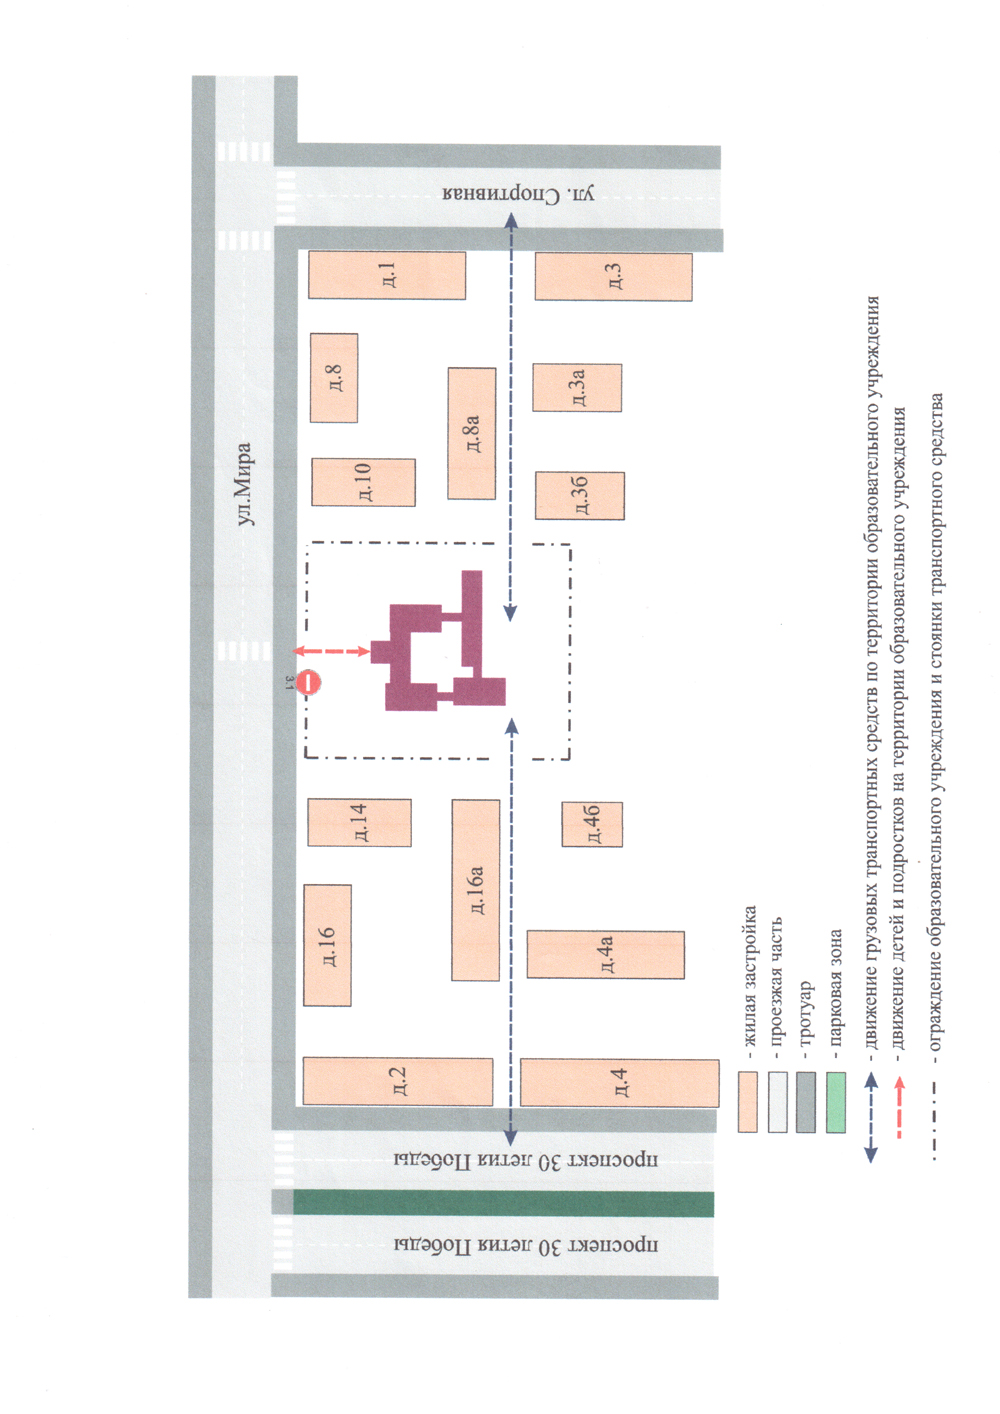 ул.Мира
3.1
проспект 30 летия Победы
проспект 30 летия Победы
ул. Спортивная
д.2
д.16
д.14
д.10
д.8
д.1
д.16а
д.8а
д.4
д.4а
д.4б
д.3б
д.3а
д.3
- жилая застройка
- проезжая часть
- тротуар
- парковая зона
- движение грузовых транспортных средств по территории образовательного учреждения
- движение детей и подростков на территории образовательного учреждения
- ограждение образовательного учреждения и стоянки транспортного средства